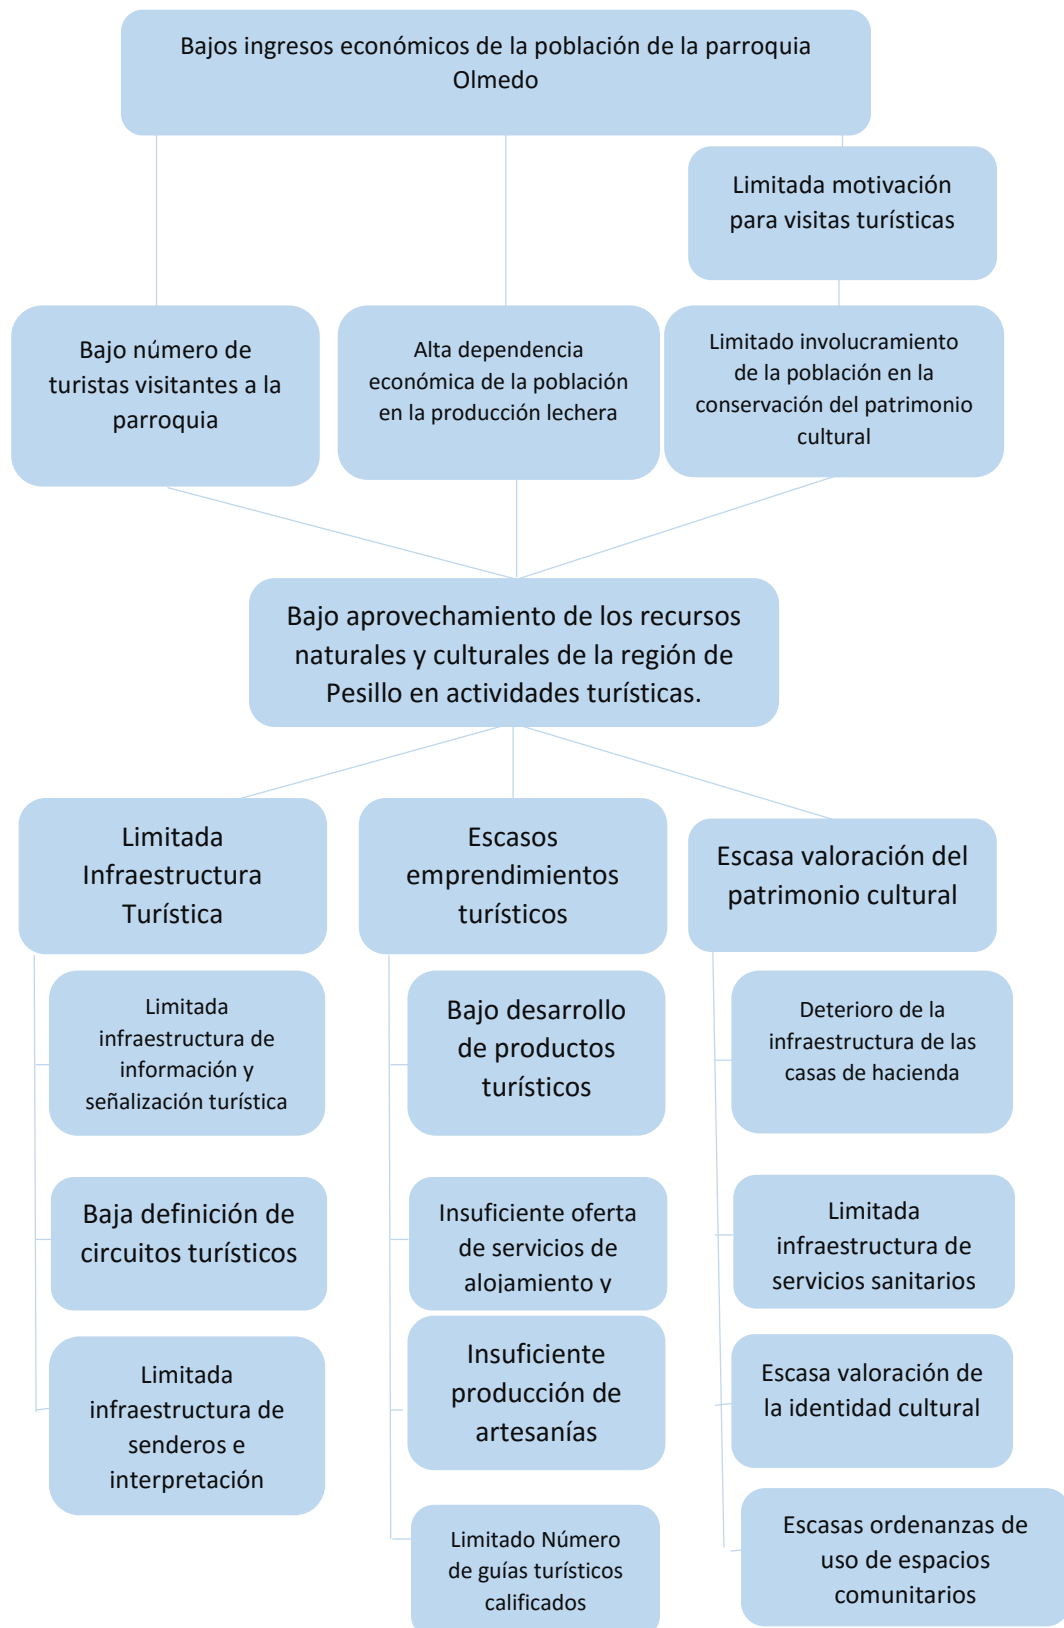 Bajos ingresos económicos de la población de la parroquia
Olmedo
Limitada motivación
para visitas turísticas
Bajo número de
turistas visitantes a la
parroquia
Alta dependencia
económica de la población
en la producción lechera
Limitado involucramiento
de la población en la
conservación del patrimonio
cultural
Bajo aprovechamiento de los recursos
naturales y culturales de la región de
Pesillo en actividades turísticas.
Limitada
Infraestructura
Turística
Escasos
emprendimientos
turísticos
Escasa valoración del
patrimonio cultural
Limitada
infraestructura de
información y
señalización turística
Bajo desarrollo
de productos
turísticos
Deterioro de la
infraestructura de las
casas de hacienda
Baja definición de
circuitos turísticos
Insuficiente oferta
de servicios de
alojamiento y
Limitada
infraestructura de
servicios sanitarios
Limitada
infraestructura de
senderos e
interpretación
Insuficiente
producción de
artesanías
Escasa valoración de
la identidad cultural
Limitado Número
de guías turísticos
calificados
Escasas ordenanzas de
uso de espacios
comunitarios